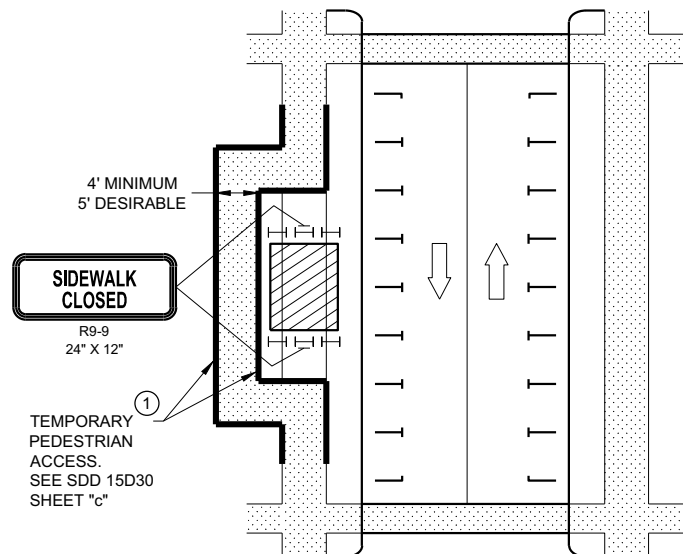 4' MINIMUM
5' DESIRABLE
SIDEWALK
CLOSED
R9-9
24" X 12"
1
TEMPORARY
PEDESTRIAN
ACCESS.
SEE SDD 15D30
SHEET "c"